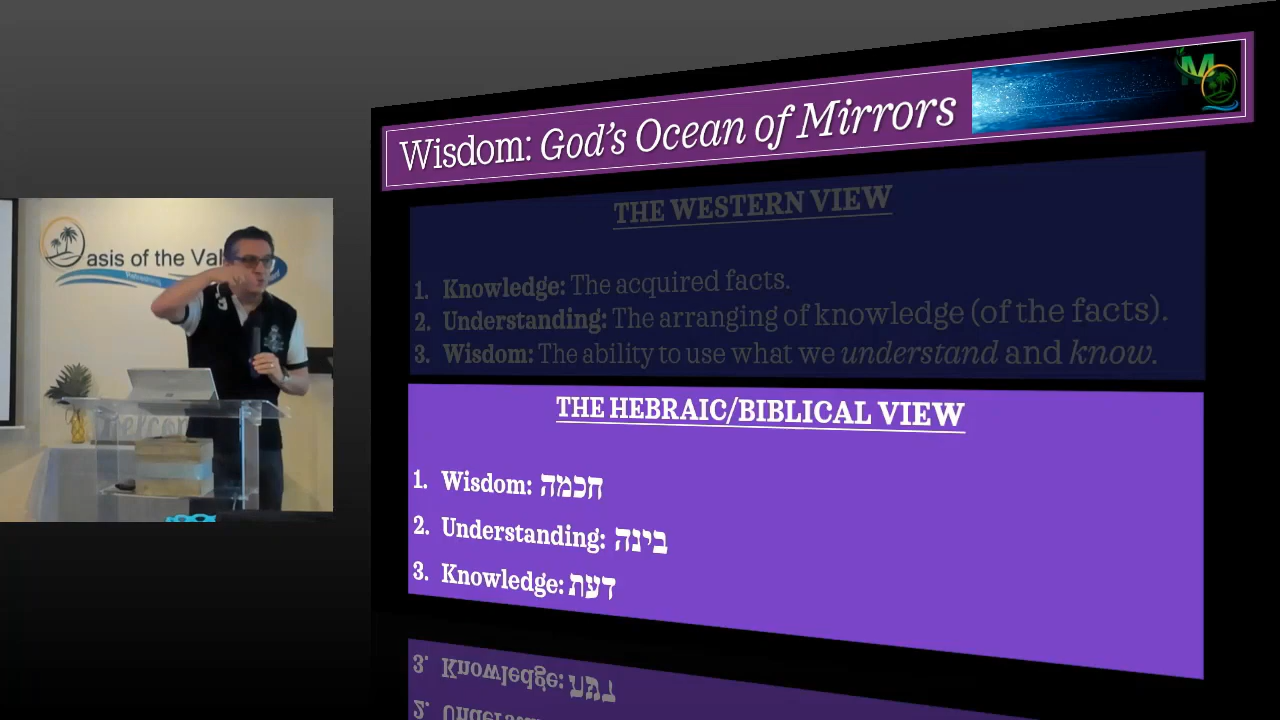 Wisdom: God's Ocean of Mirrors
THE WESTERN VIEW
1. Knowledge: The acquired facts.
2. Understanding: The arranging of knowledge (of the facts).
3. Wisdom: The ability to use what we understand and know.
THE HEBRAIC/BIBLICAL VIEW
1. Wisdom: חכמה
2. Understanding: בינה
3. Knowledge: דעת
asis of the Val
Refreshing